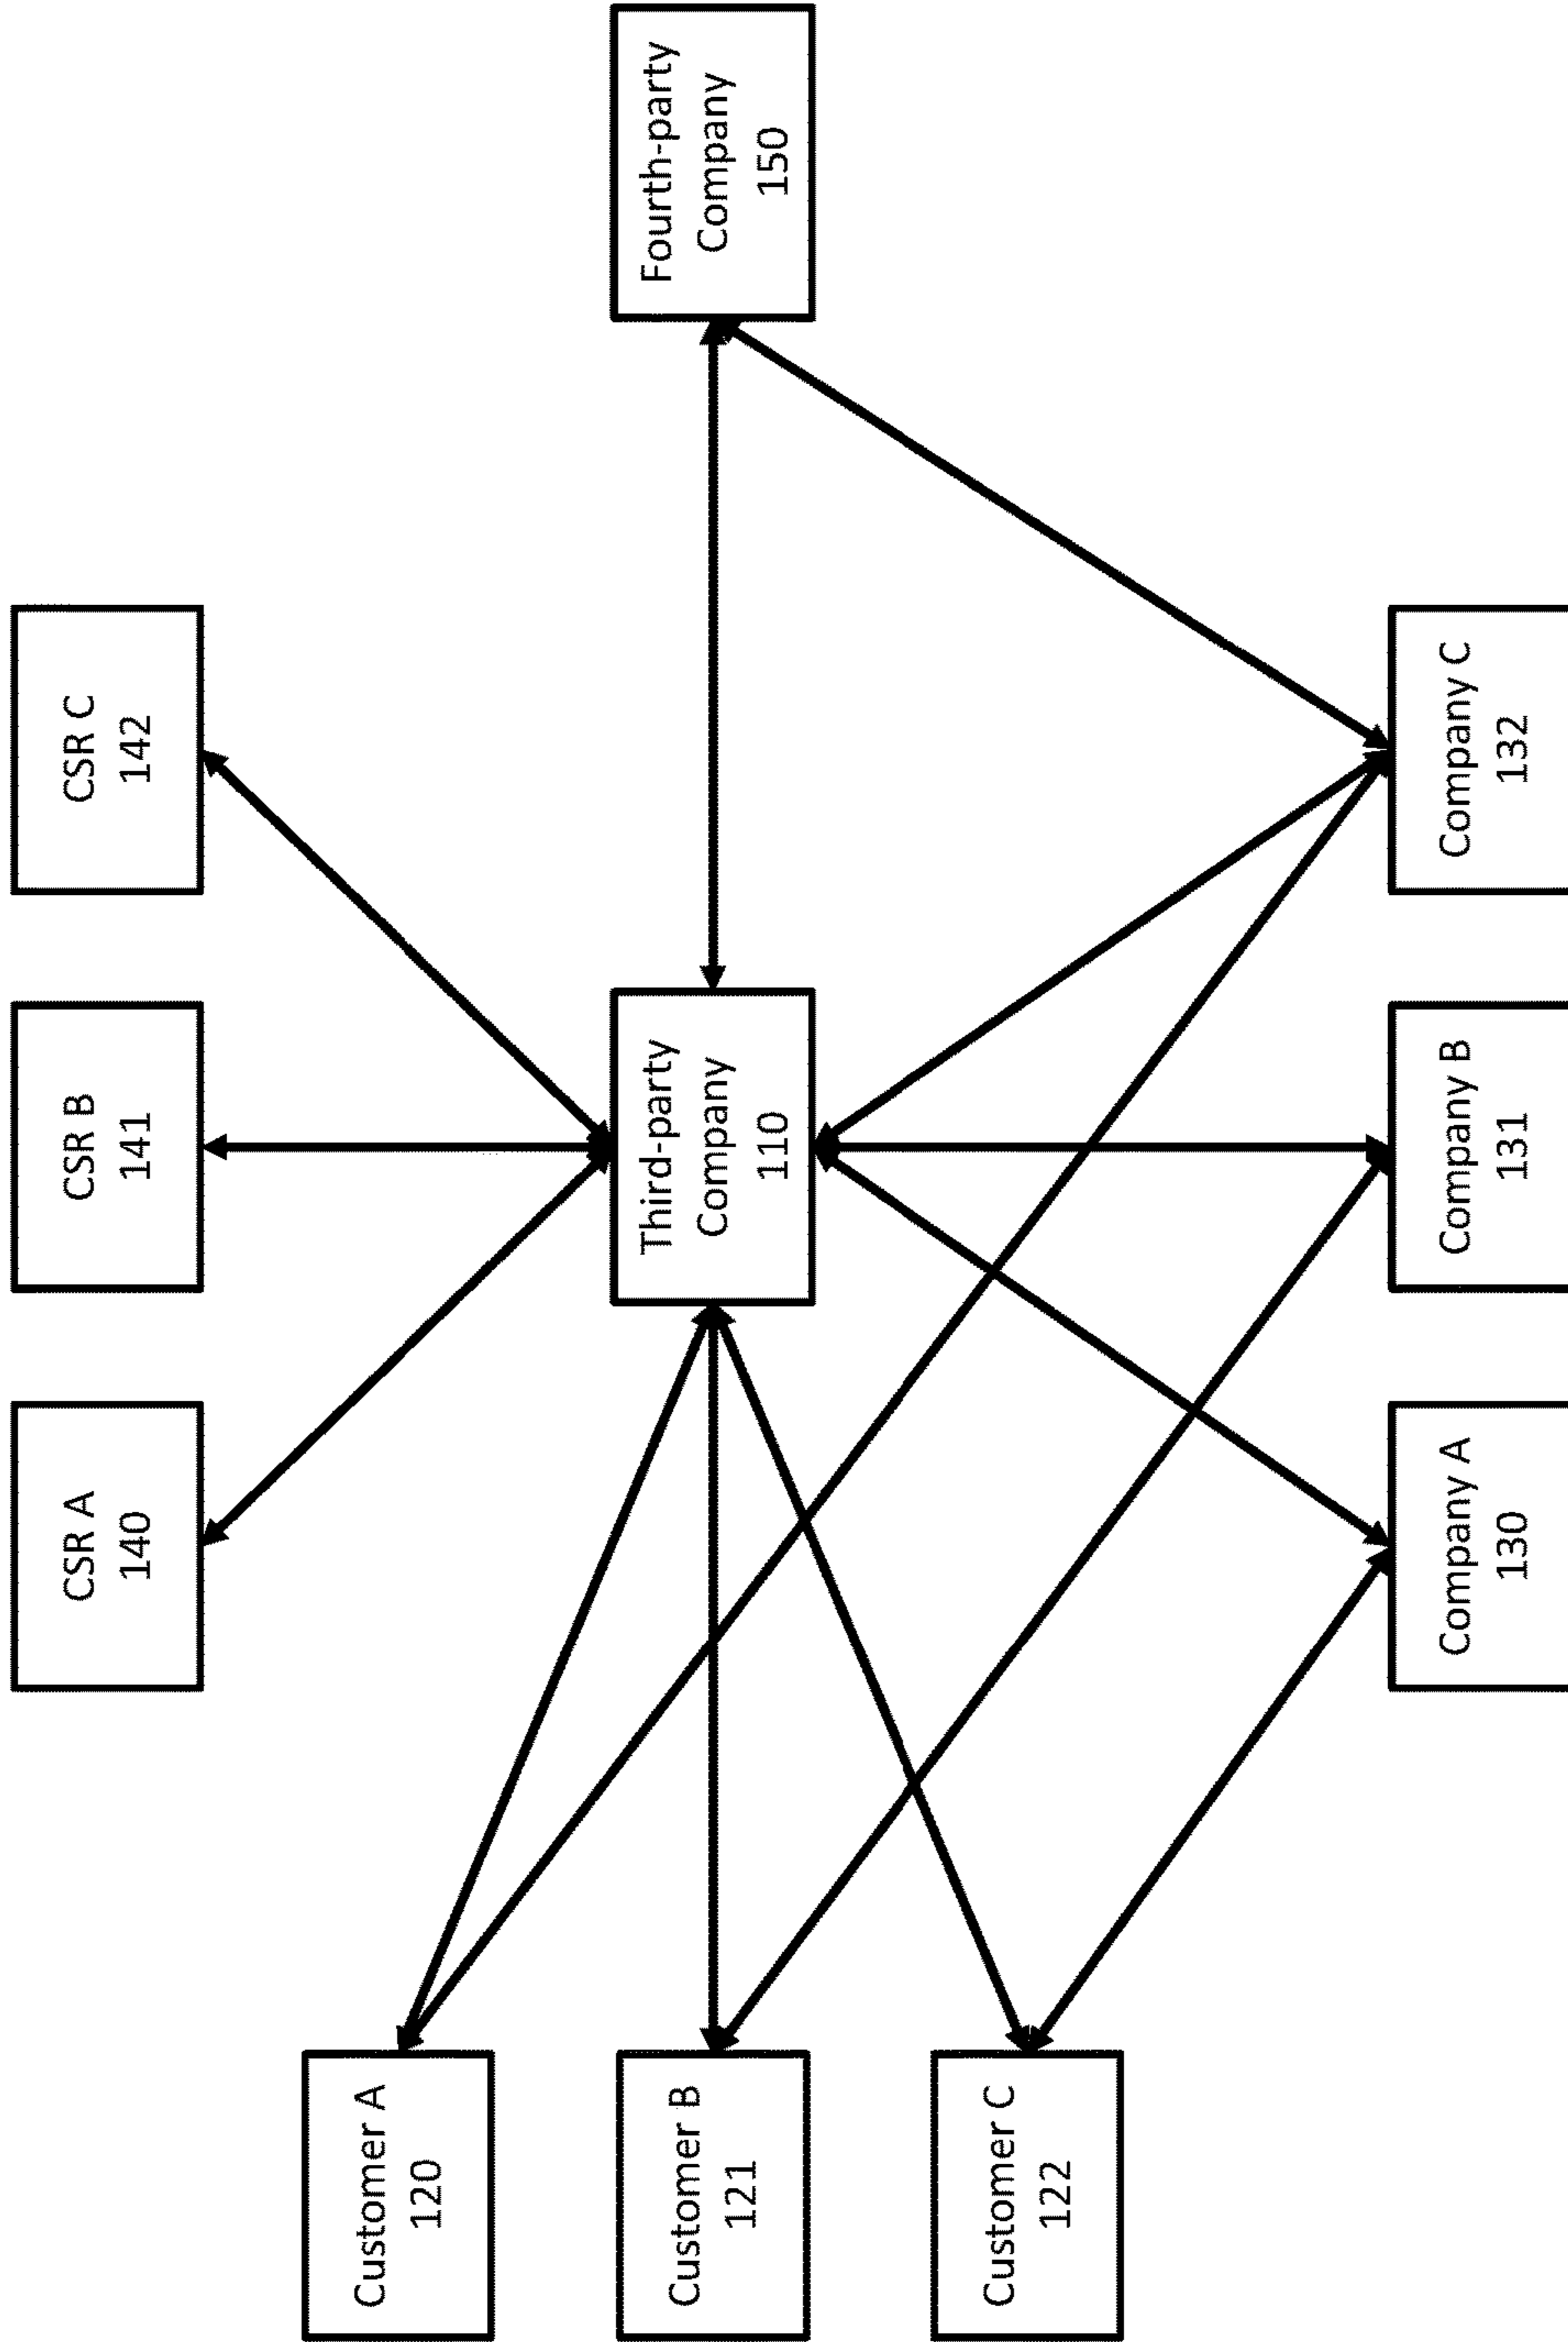 CSR A
140
CSR B
141
CSR C
142
Customer A
120
Customer B
121
Customer C
122
Third-party
Company
110
Fourth-party
Company
150
Company A
130
Company B
131
Company C
132